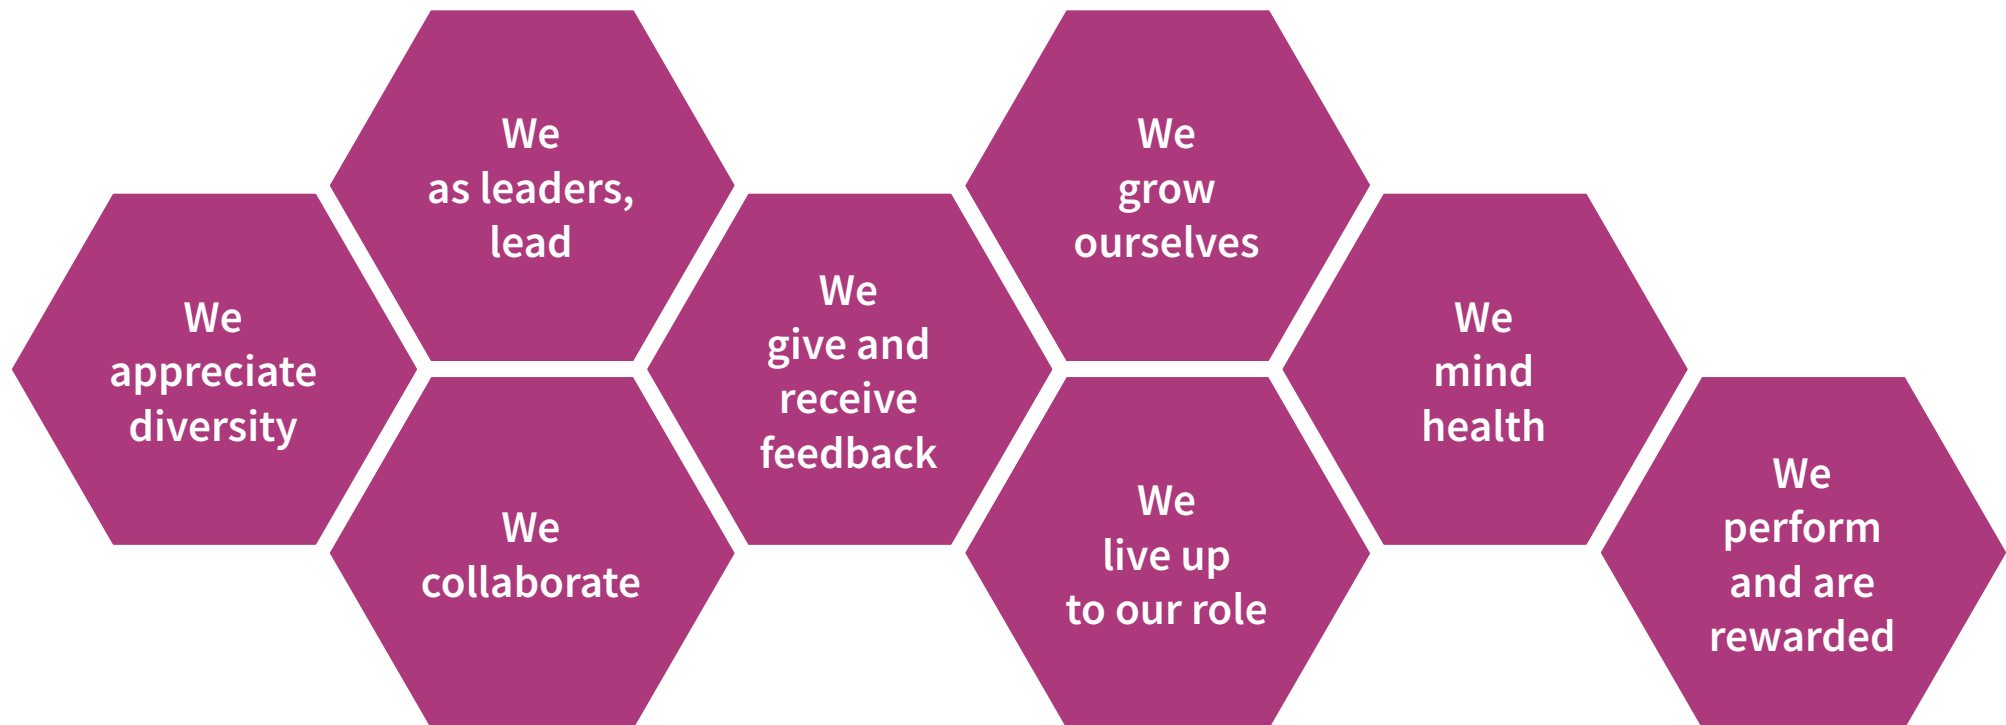 We
appreciate
diversity
We
as leaders,
lead
We
collaborate
We
give and
receive
feedback
We
grow
ourselves
We
live up
to our role
We
mind
health
We
perform
and are
rewarded